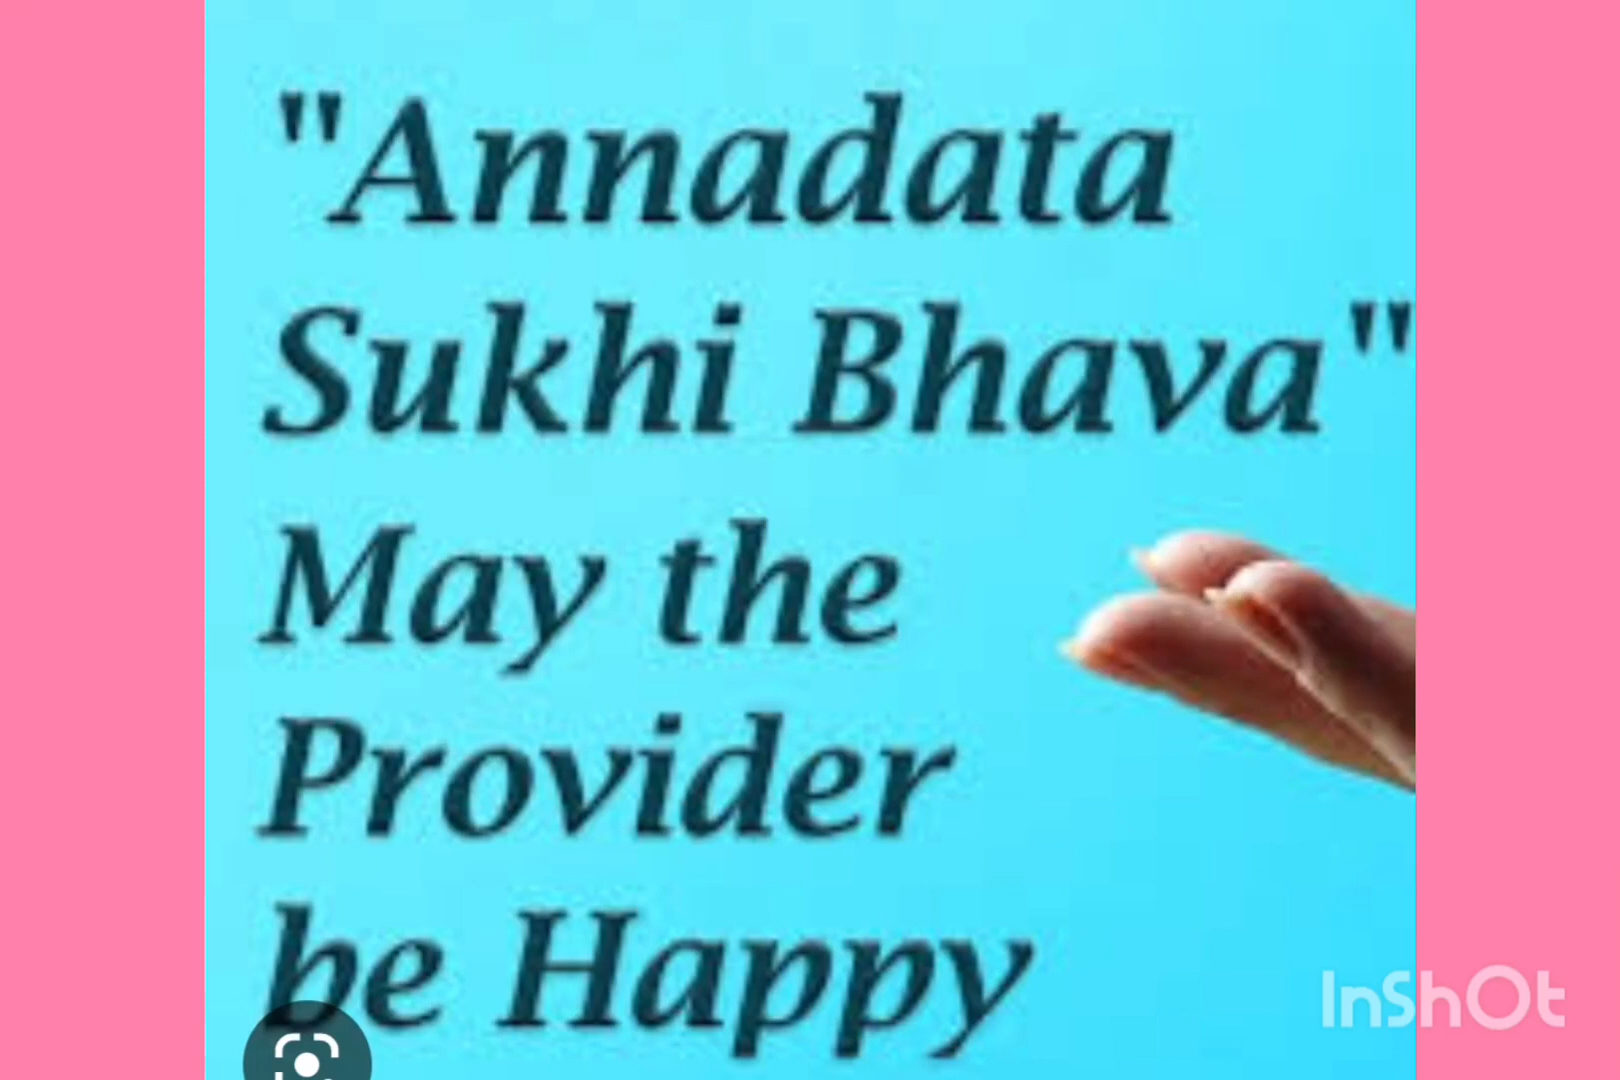 "Annadata
Sukhi Bhava"
May the
Provider
be Happy
InShOt